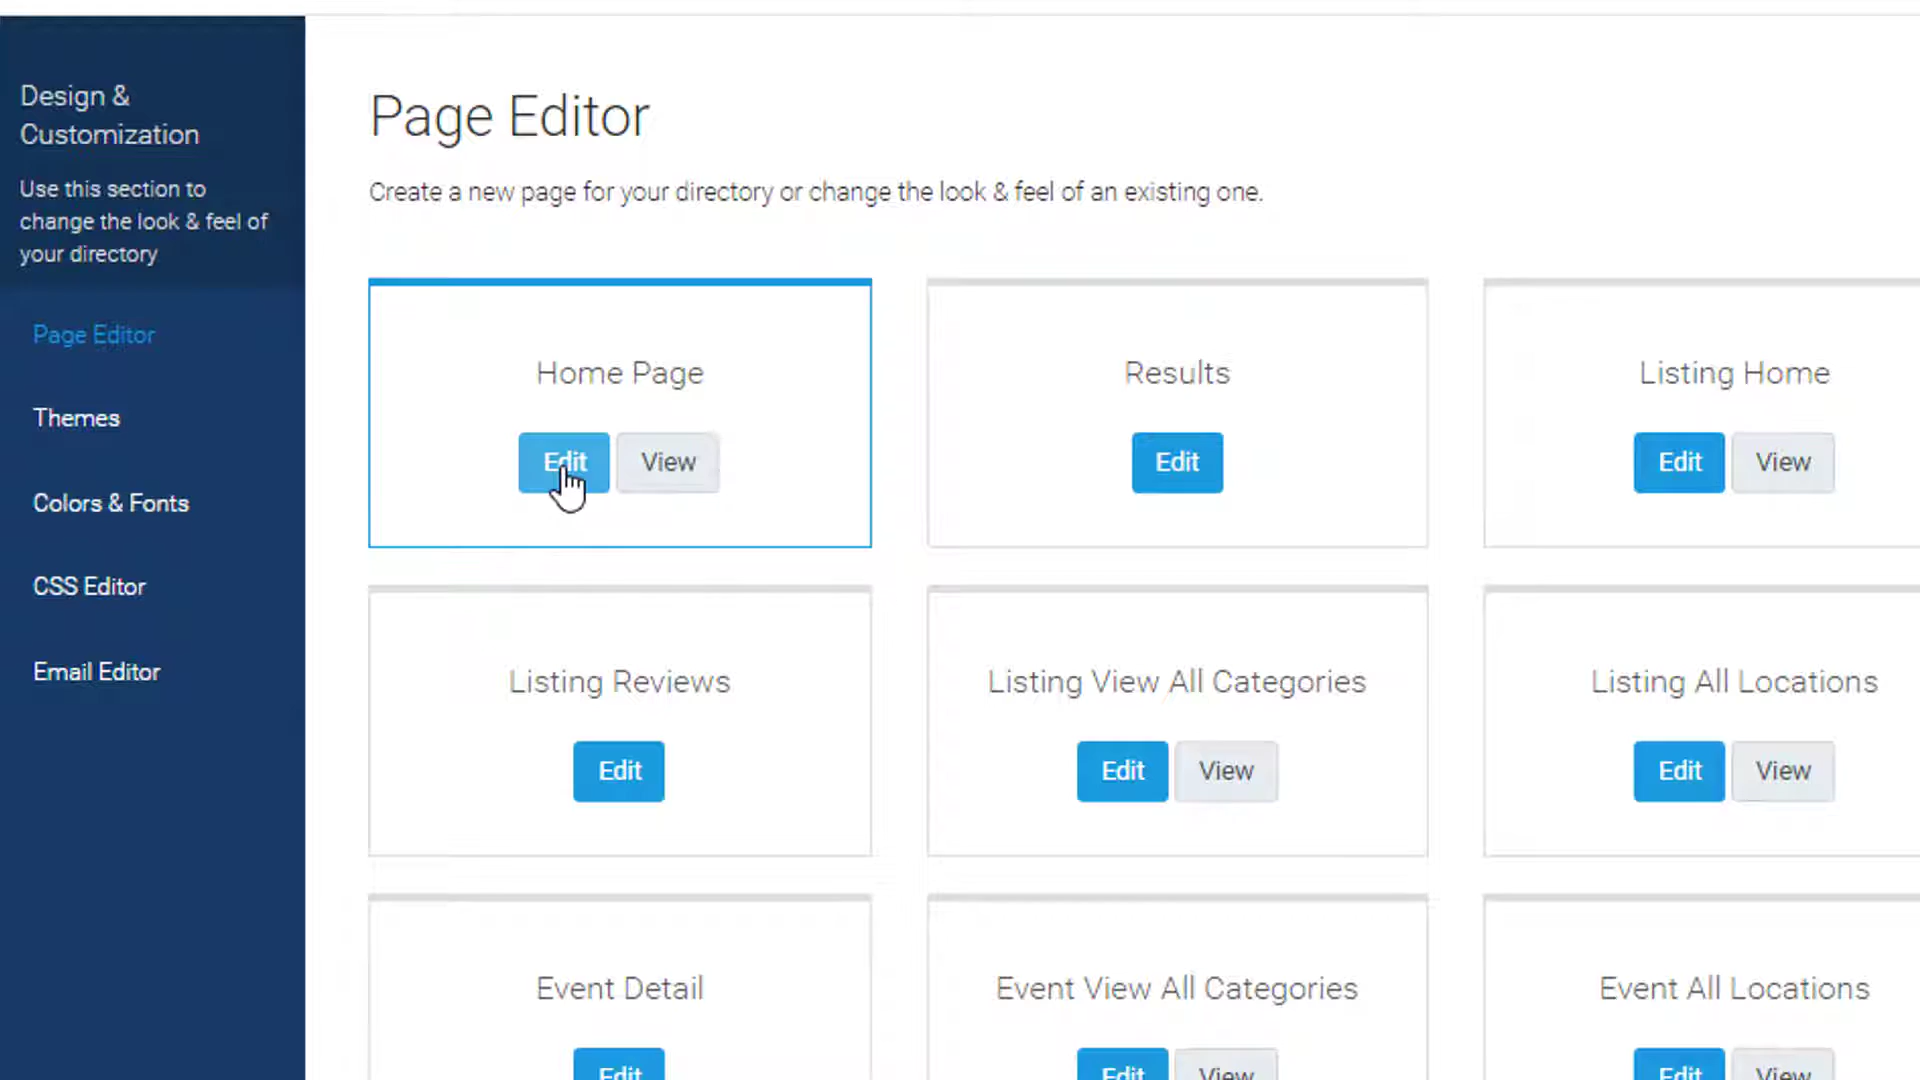 Design &
Customization
Use this section to
change the look & feel of
your directory
Page Editor
Themes
Colors & Fonts
CSS Editor
Email Editor
Page Editor
Create a new page for your directory or change the look & feel of an existing one.
Home Page
Edit View
Results
Edit
Listing Home
Edit View
Listing Reviews
Edit
Listing View All Categories
Edit View
Listing All Locations
Edit View
Event Detail
Edit
Event View All Categories
Edit View
Event All Locations
Edit View